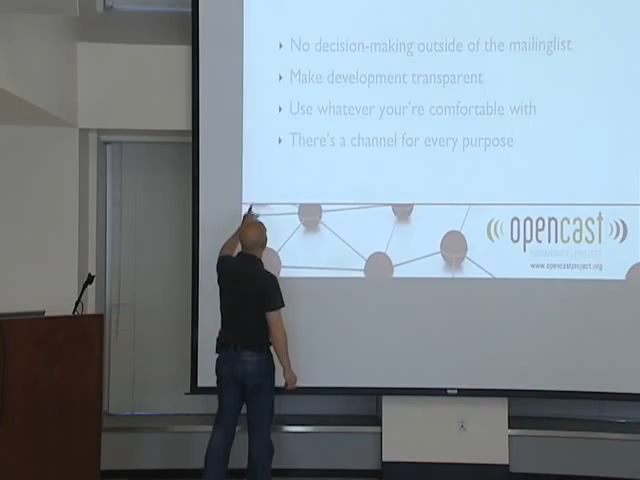 No decision-making outside of the mailinglist
Make development transparent
Use whatever your're comfortable with
There's a channel for every purpose
opencast
www.opencastproject.org